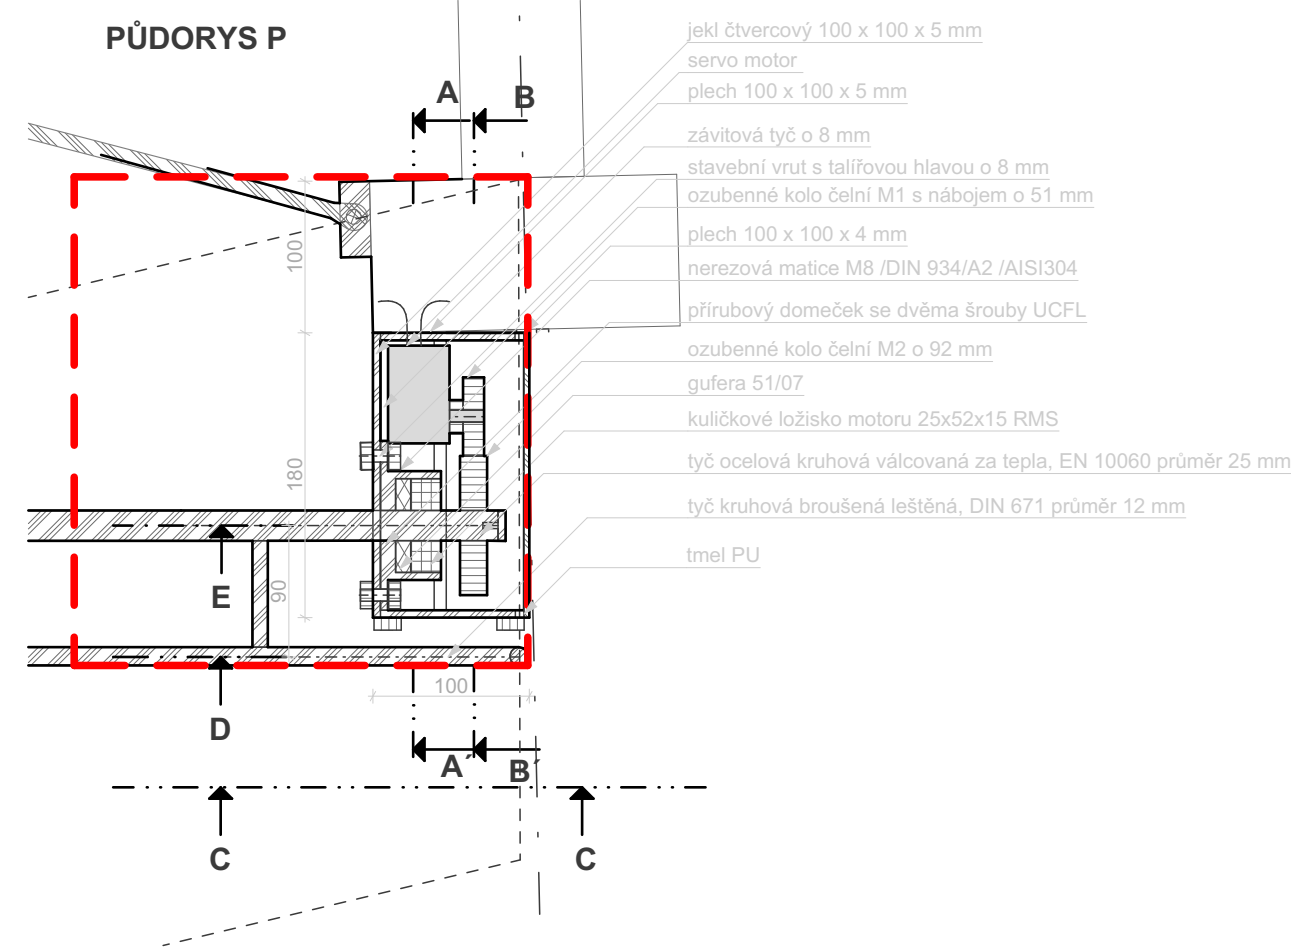 PŮDORYS P
jekl čtvercový 100 x 100 x 5 mm
servo motor
plech 100 x 100 x 5 mm
A
B
závitová tyč o 8 mm
stavební vrut s talířovou hlavou o 8 mm
ozubenné kolo čelní M1 s nábojem o 51 mm
plech 100 x 100 x 4 mm
100
nerezová matice M8 /DIN 934/A2 /AISI304
přírubový domeček se dvěma šrouby UCFL
ozubenné kolo čelní M2 o 92 mm
gufera 51/07
kuličkové ložisko motoru 25x52x15 RMS
180
tyč ocelová kruhová válcovaná za tepla, EN 10060 průměr 25 mm
tyč kruhová broušená leštěná, DIN 671 průměr 12 mm
tmel PU
E
90
100
D
A´
B´
C
C